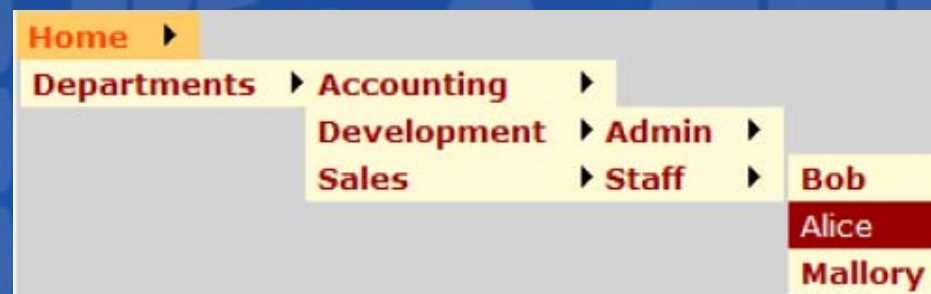 Home
Departments Accounting
Development Admin
Sales Staff Bob
Alice
Mallory